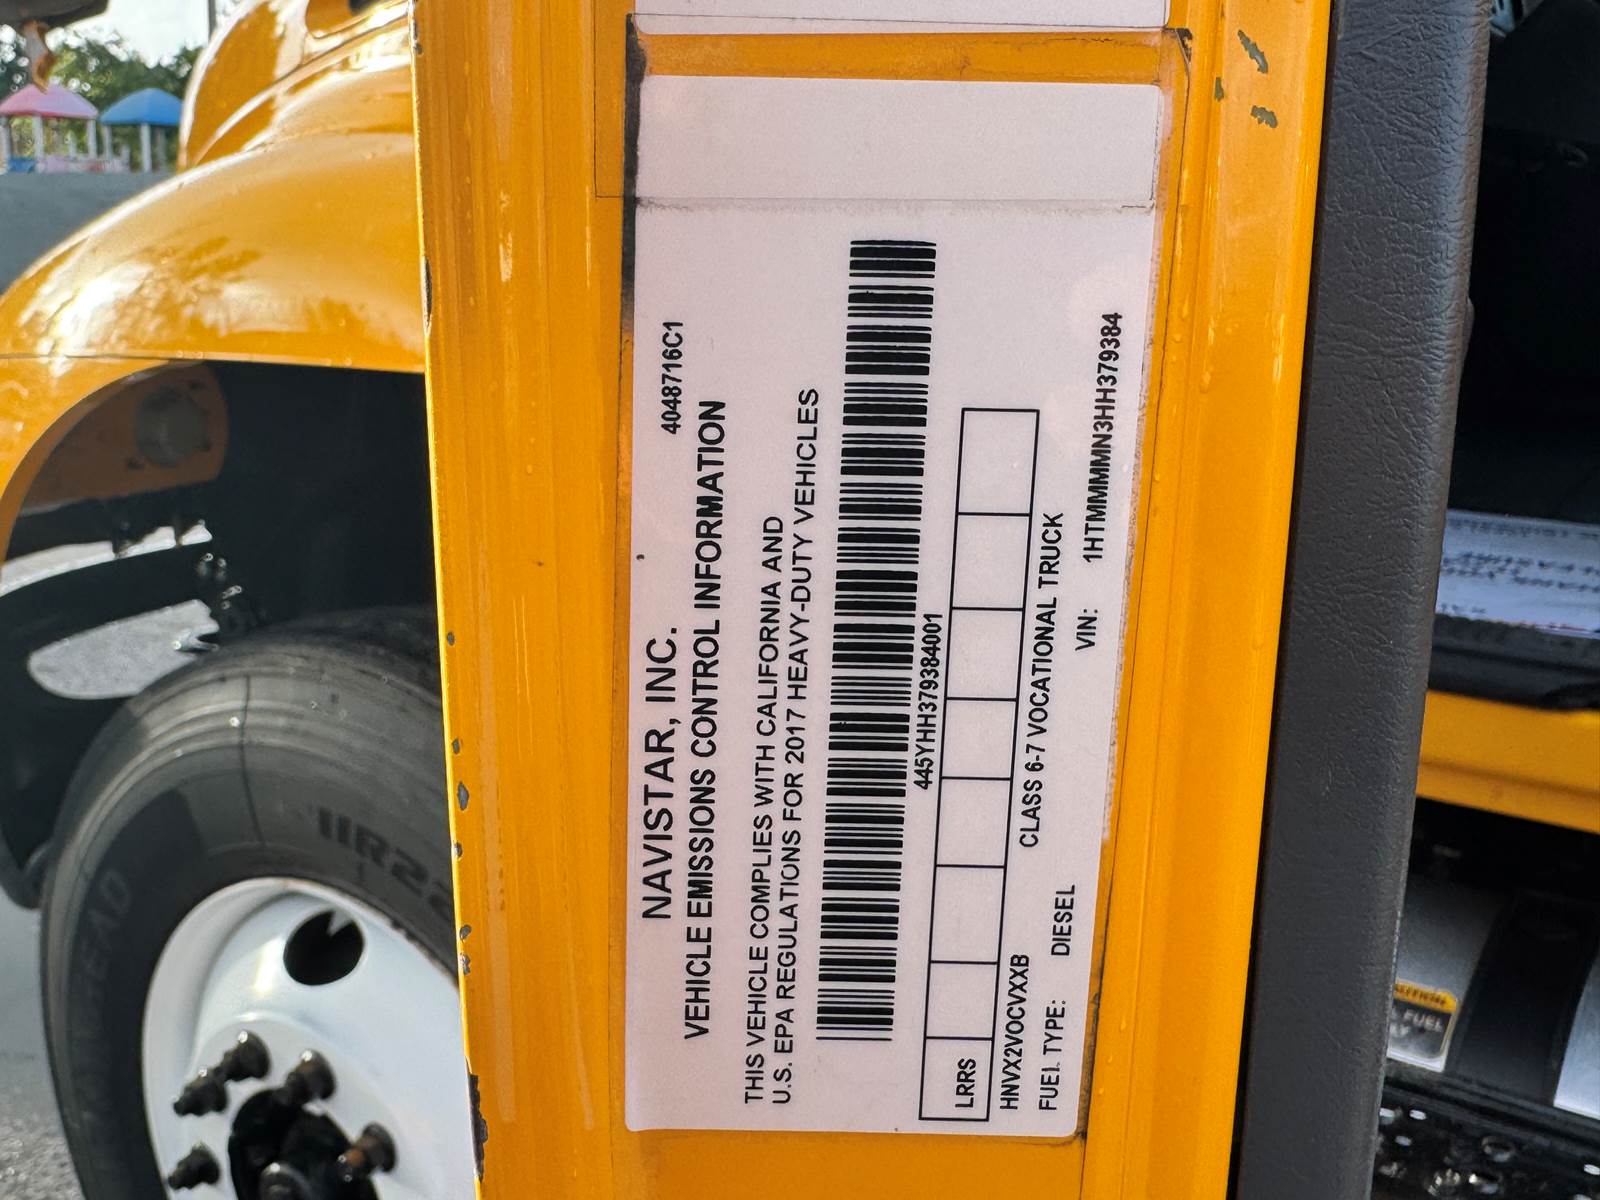 4048716C1
NAVISTAR, INC.
VEHICLE EMISSIONS CONTROL INFORMATION
THIS VEHICLE COMPLIES WITH CALIFORNIA AND
U.S. EPA REGULATIONS FOR 2017 HEAVY-DUTY VEHICLES
445YHH379384001
LRRS
HNVX2VOCVXXB CLASS 6-7 VOCATIONAL TRUCK
FUEL TYPE: DIESEL VIN: 1HTMMMMN3HH379384
FUEL